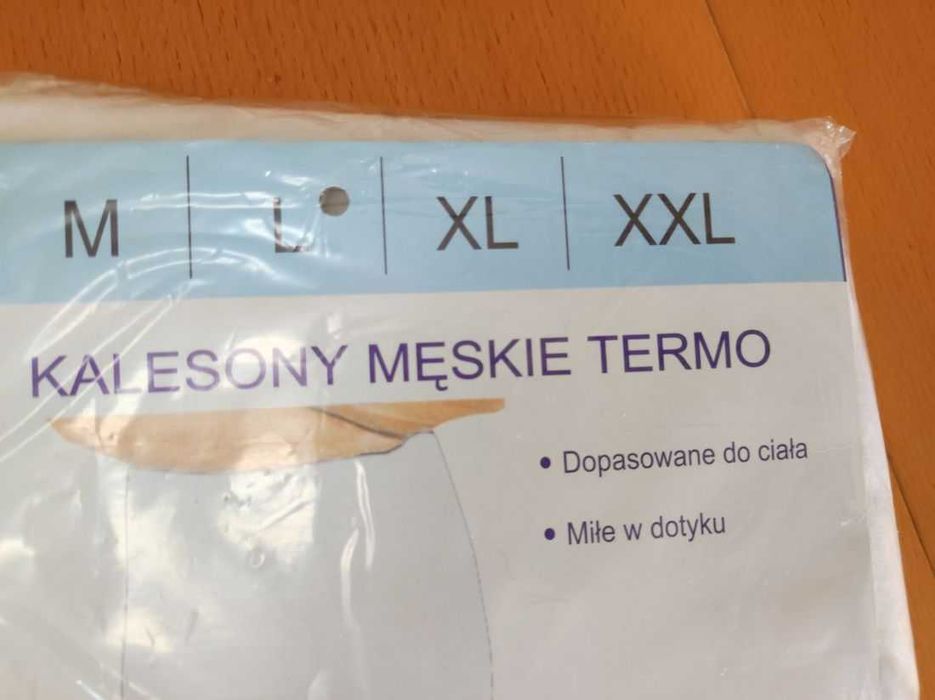 M L XL XXL
KALESONY MĘSKIE TERMO
• Dopasowane do ciała
• Miłe w dotyku